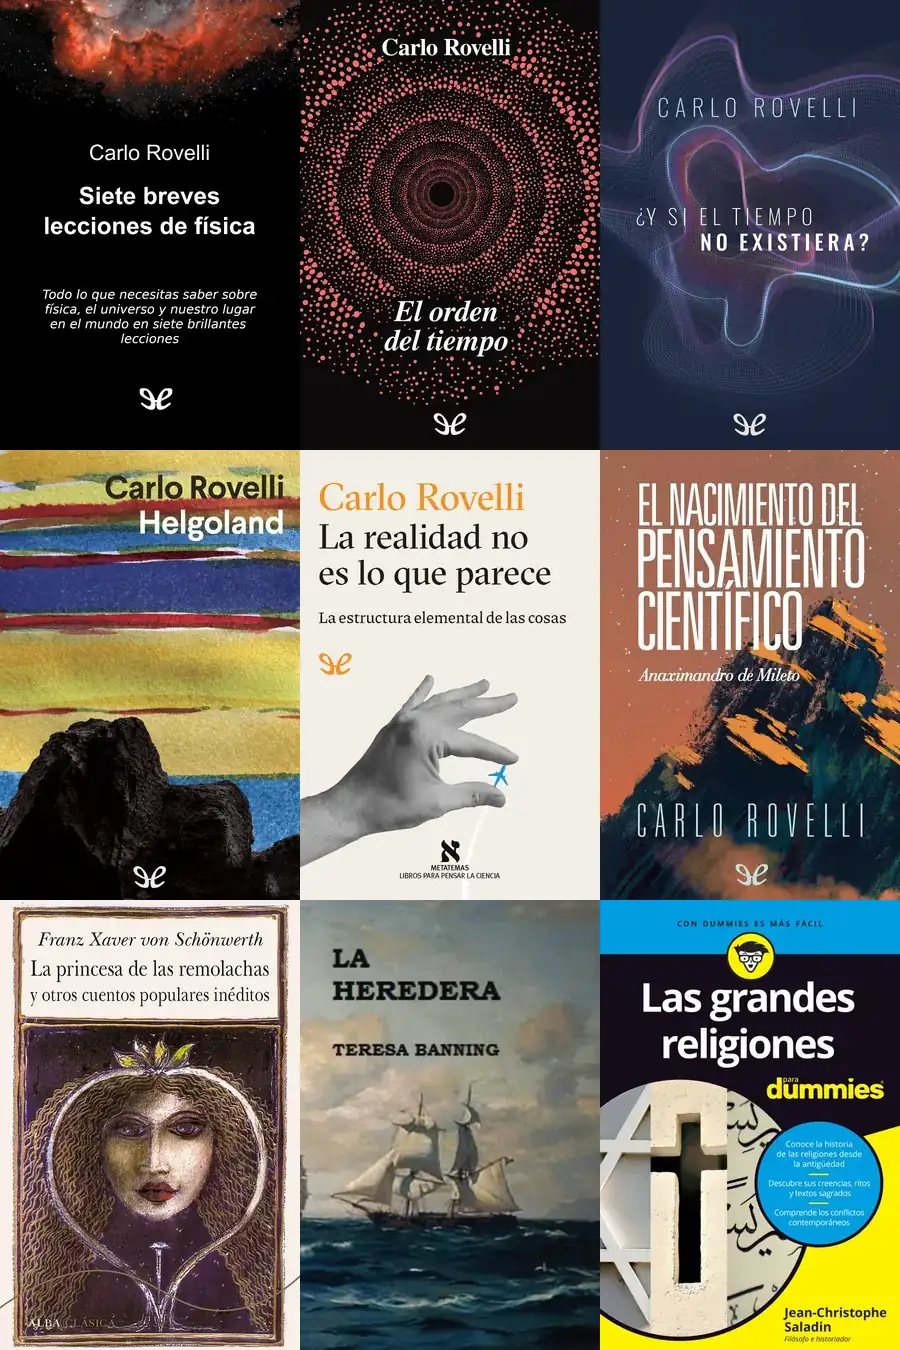 Carlo Rovelli
Siete breves
lecciones de física
Todo lo que necesitas saber sobre
física, el universo y nuestro lugar
en el mundo en siete brillantes
lecciones
Carlo Rovelli
El orden
del tiempo
CARLO ROVELLI
¿Y SI EL TIEMPO
NO EXISTIERA?
Carlo Rovelli
Helgoland
Carlo Rovelli
La realidad no
es lo que parece
La estructura elemental de las cosas
METATEMAS
LIBROS PARA PENSAR LA CIENCIA
EL NACIMIENTO DEL
PENSAMIENTO
CIENTÍFICO
Anaximandro de Mileto
CARLO ROVELLI
Franz Xaver von Schönwerth
La princesa de las remolachas
y otros cuentos populares inéditos
ALBA CLÁSICA
LA
HEREDERA
TERESA BANNING
CON DUMMIES ES MÁS FÁCIL
Las grandes
religiones
para
dummies
Conoce la historia
de las religiones desde
la antigüedad
Descubre sus creencias, ritos
y textos sagrados
Comprende los conflictos
contemporáneos
Jean-Christophe
Saladin
Filósofo e historiador